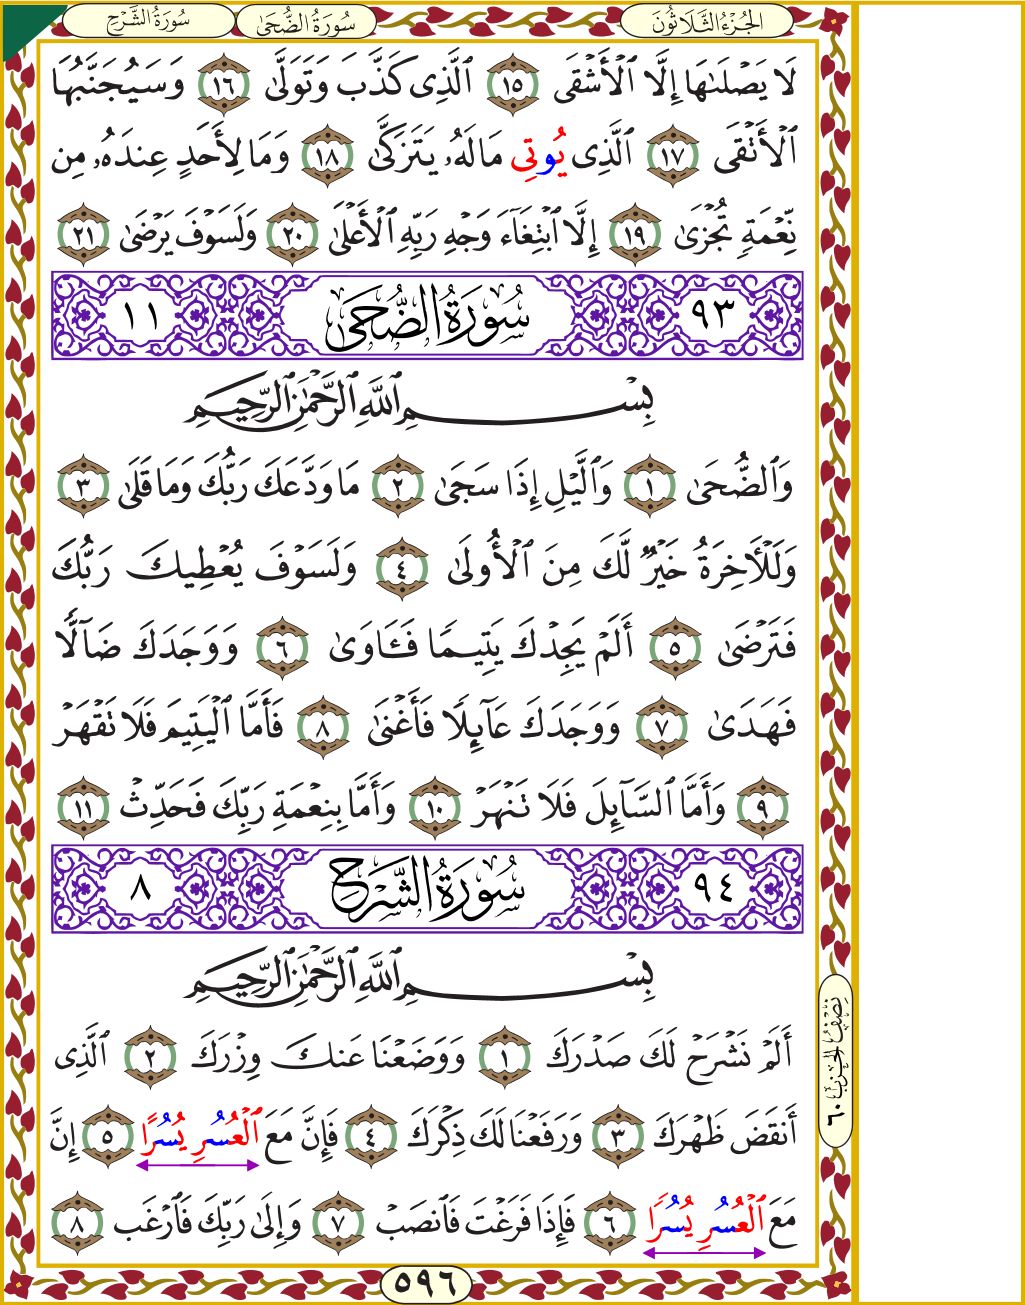 الجُزْءُ الثَّلَاثُونَ سُورَةُ الضُّحَىٰ سُورَةُ الشَّرْحِ
لَا يَصْلَىٰهَا إِلَّا ٱلْأَشْقَى ١٥ ٱلَّذِى كَذَّبَ وَتَوَلَّىٰ ١٦ وَسَيُجَنَّبُهَا
ٱلْأَتْقَى ١٧ ٱلَّذِى يُوتِى مَالَهُۥ يَتَزَكَّىٰ ١٨ وَمَا لِأَحَدٍ عِندَهُۥ مِن
نِّعْمَةٍ تُجْزَىٰ ١٩ إِلَّا ٱبْتِغَآءَ وَجْهِ رَبِّهِ ٱلْأَعْلَىٰ ٢٠ وَلَسَوْفَ يَرْضَىٰ ٢١
٩٣ سُورَةُ الضُّحَىٰ ١١
بِسْمِ ٱللَّهِ ٱلرَّحْمَٰنِ ٱلرَّحِيمِ
وَٱلضُّحَىٰ ١ وَٱلَّيْلِ إِذَا سَجَىٰ ٢ مَا وَدَّعَكَ رَبُّكَ وَمَا قَلَىٰ ٣
وَلَلْأَخِرَةُ خَيْرٌ لَّكَ مِنَ ٱلْأُولَىٰ ٤ وَلَسَوْفَ يُعْطِيكَ رَبُّكَ
فَتَرْضَىٰ ٥ أَلَمْ يَجِدْكَ يَتِيمًا فَـَٔاوَىٰ ٦ وَوَجَدَكَ ضَآلًّا
فَهَدَىٰ ٧ وَوَجَدَكَ عَآئِلًا فَأَغْنَىٰ ٨ فَأَمَّا ٱلْيَتِيمَ فَلَا تَقْهَرْ
٩ وَأَمَّا ٱلسَّآئِلَ فَلَا تَنْهَرْ ١٠ وَأَمَّا بِنِعْمَةِ رَبِّكَ فَحَدِّثْ ١١
٩٤ سُورَةُ الشَّرْحِ ٨
بِسْمِ ٱللَّهِ ٱلرَّحْمَٰنِ ٱلرَّحِيمِ
أَلَمْ نَشْرَحْ لَكَ صَدْرَكَ ١ وَوَضَعْنَا عَنكَ وِزْرَكَ ٢ ٱلَّذِى
أَنقَضَ ظَهْرَكَ ٣ وَرَفَعْنَا لَكَ ذِكْرَكَ ٤ فَإِنَّ مَعَ ٱلْعُسُرِ يُسُرًا ٥ إِنَّ
مَعَ ٱلْعُسُرِ يُسُرًا ٦ فَإِذَا فَرَغْتَ فَٱنصَبْ ٧ وَإِلَىٰ رَبِّكَ فَٱرْغَب ٨
نِصْفُ الحِزْبِ ٦٠
٥٩٦